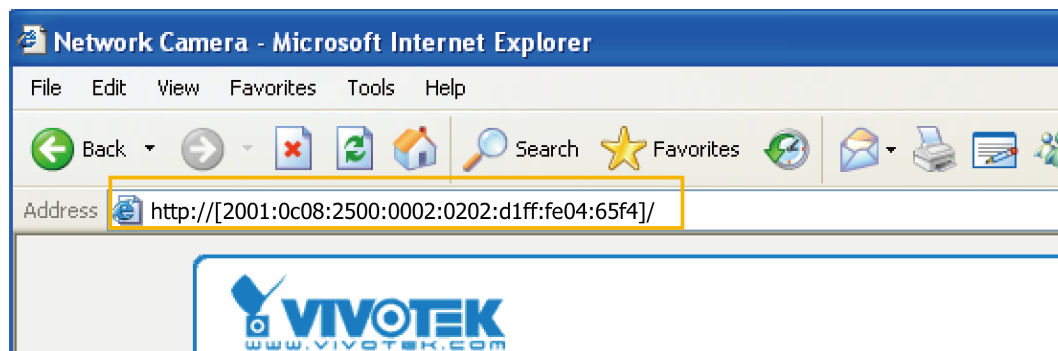 Network Camera - Microsoft Internet Explorer
File Edit View Favorites Tools Help
Back Search Favorites
Address http://[2001:0c08:2500:0002:0202:d1ff:fe04:65f4]/
VIVOTEK
www.vivotek.com